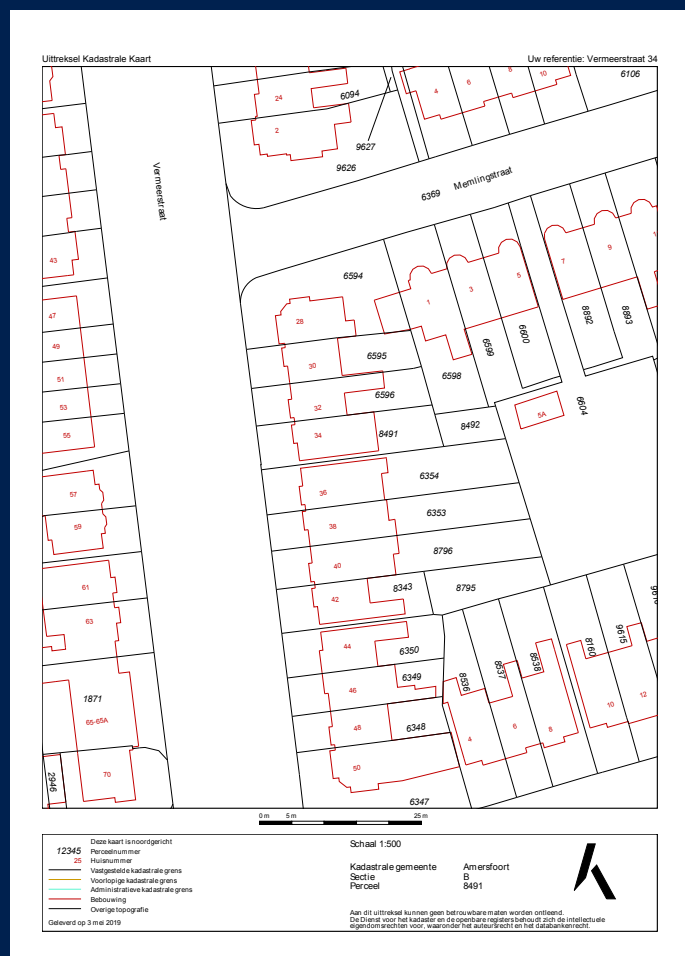 Uittreksel Kadastrale Kaart
Uw referentie: Vermeerstraat 34
24
6094
4
6
8
10
6106
2
9627
9626
Vermeerstraat
6369
Memlingstraat
43
6594
1
3
5
7
9
47
28
49
30
6595
6599
6600
8892
8893
51
6598
32
6596
53
6604
5A
55
34
8491
8492
57
36
6354
59
38
6353
40
8796
61
42
8343
8795
63
44
6350
8536
8537
8538
8160
9615
46
6349
1871
65-65A
48
6348
4
6
8
10
12
2946
70
50
6347
0 m
5 m
25 m
Deze kaart is noordgericht
12345 Perceelnummer
25 Huisnummer
Vastgestelde kadastrale grens
Voorlopige kadastrale grens
Administratieve kadastrale grens
Bebouwing
Overige topografie
Geleverd op 3 mei 2019
Schaal 1:500
Kadastrale gemeente Amersfoort
Sectie B
Perceel 8491
Aan dit uittreksel kunnen geen betrouwbare maten worden ontleend.
De Dienst voor het kadaster en de openbare registers behoudt zich de intellectuele
eigendomsrechten voor, waaronder het auteursrecht en het databankenrecht.